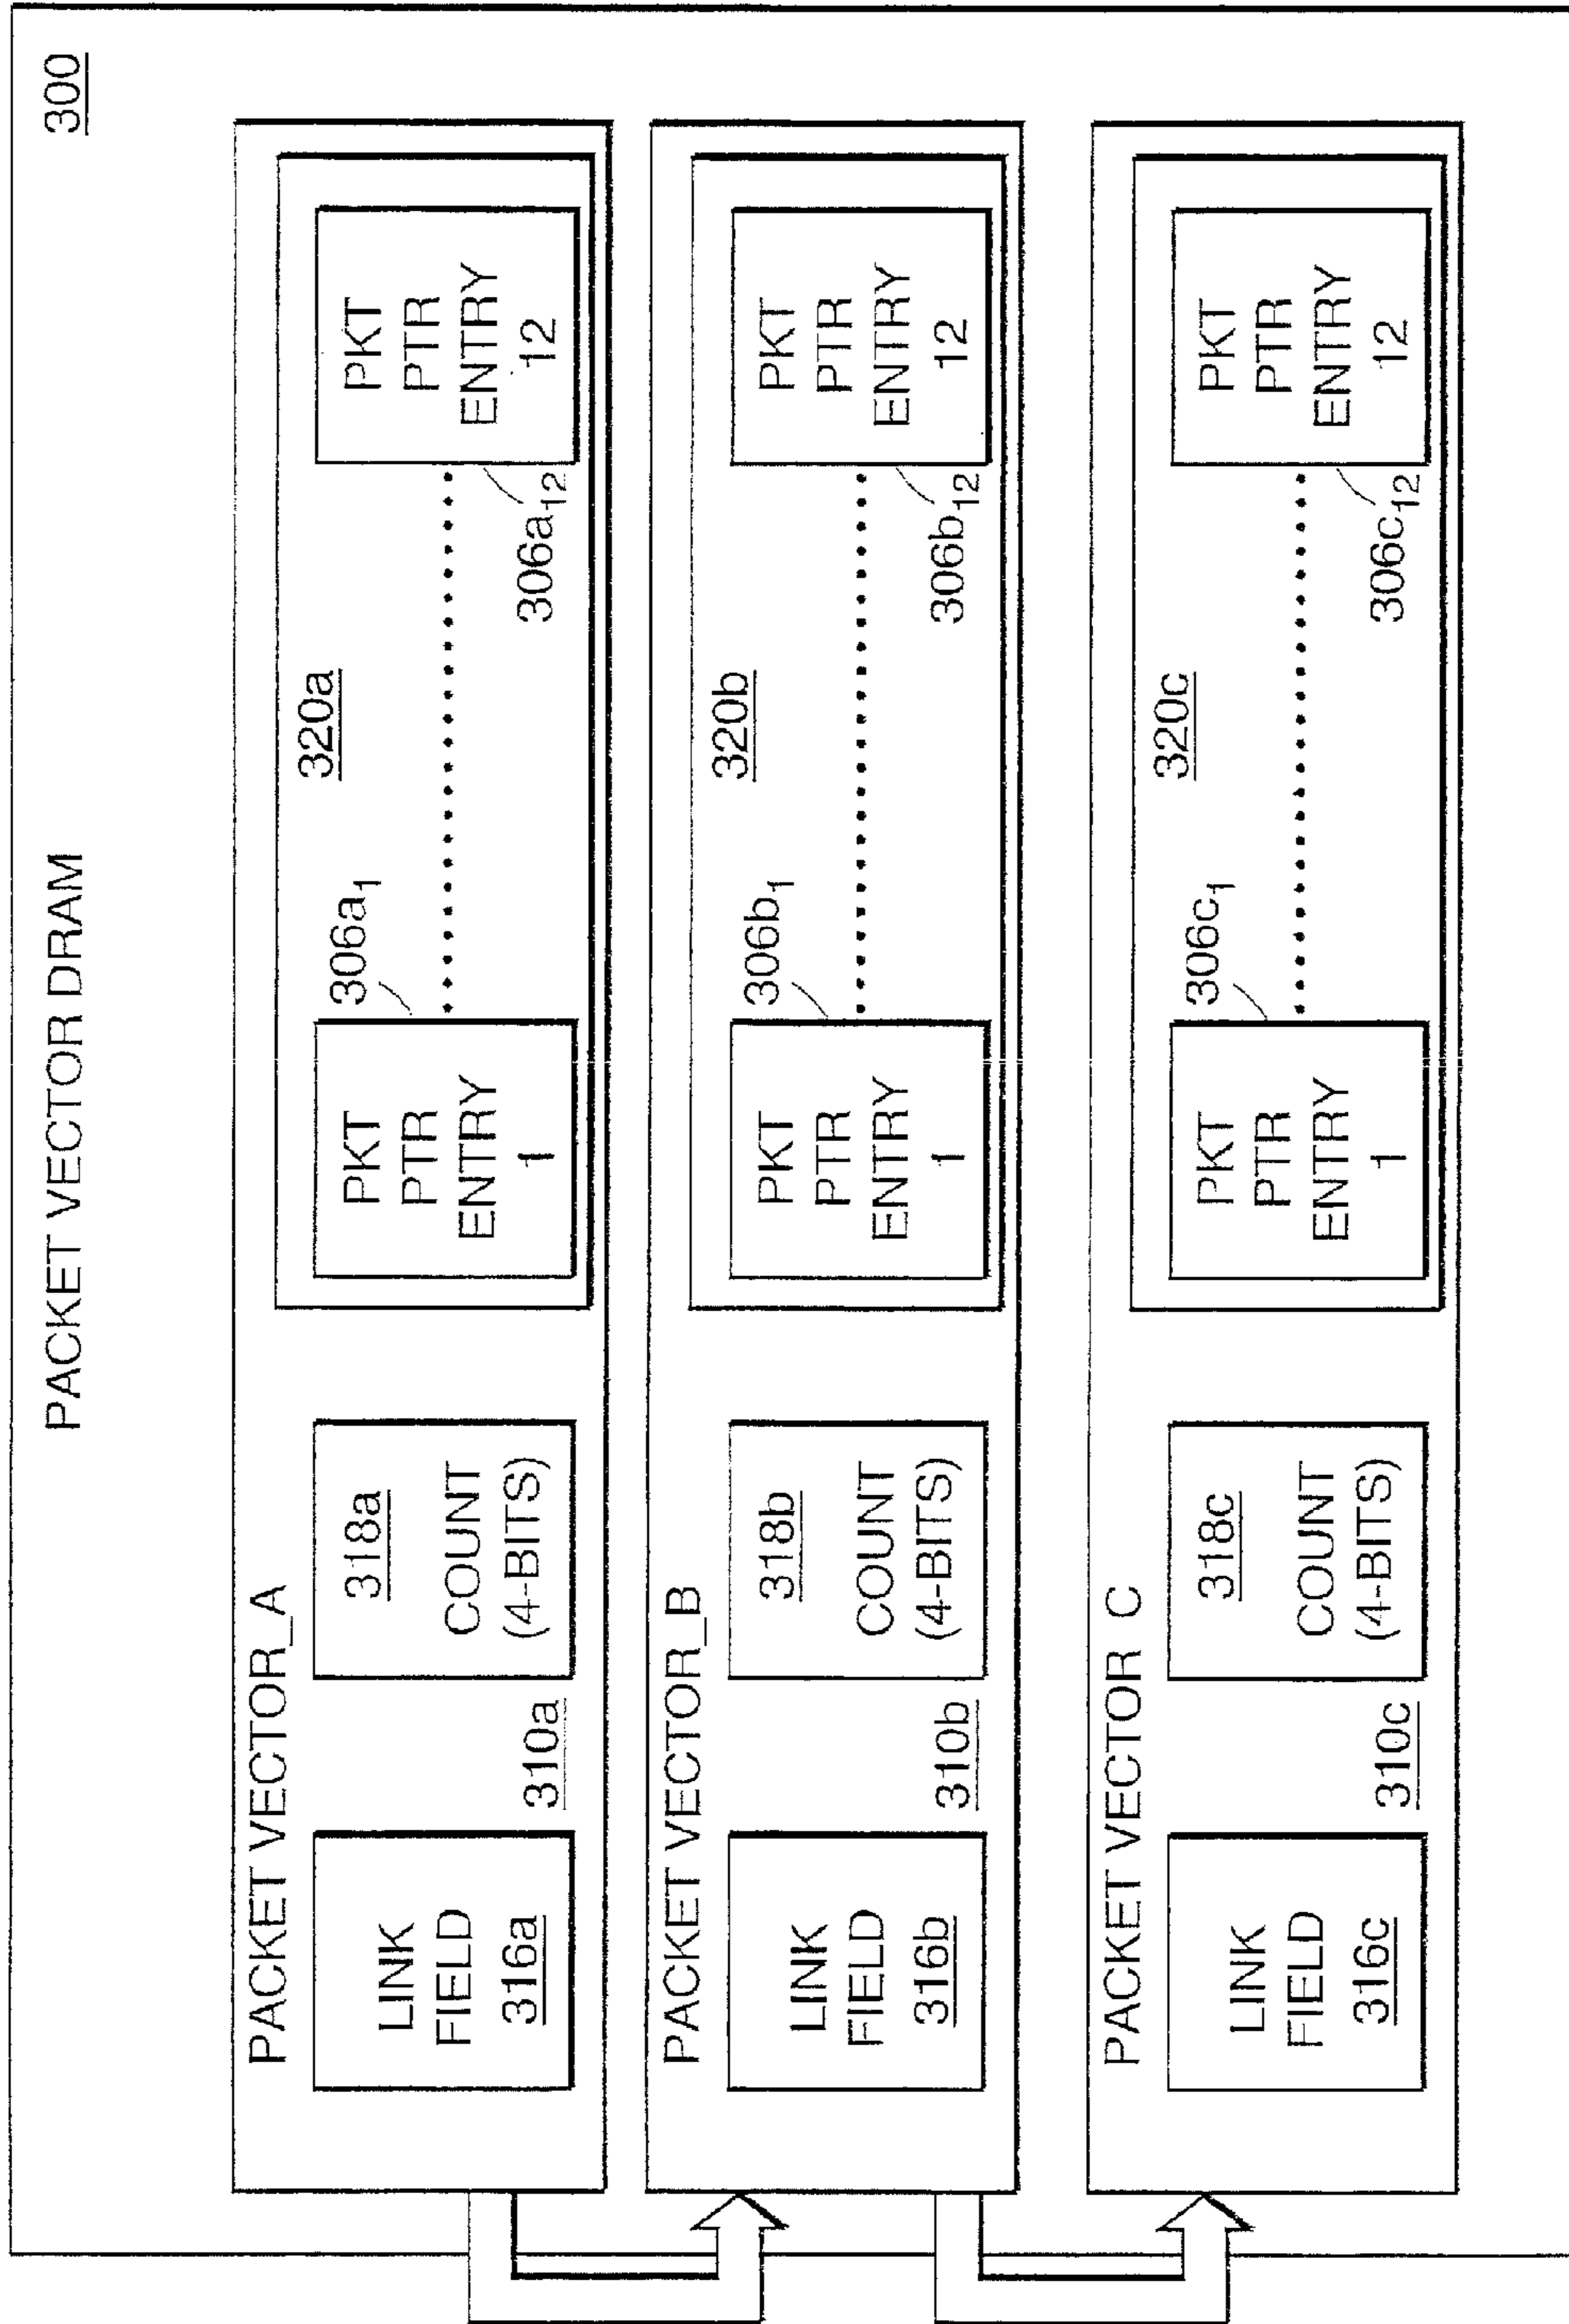 PACKET VECTOR DRAM
300
PACKET VECTOR_A
LINK
FIELD
316a
310a
318a
COUNT
(4-BITS)
320a
PKT
PTR
ENTRY
1
306a1
306a12
PKT
PTR
ENTRY
12
PACKET VECTOR_B
LINK
FIELD
316b
310b
318b
COUNT
(4-BITS)
320b
PKT
PTR
ENTRY
1
306b1
306b12
PKT
PTR
ENTRY
12
PACKET VECTOR C
LINK
FIELD
316c
310c
318c
COUNT
(4-BITS)
320c
PKT
PTR
ENTRY
1
306c1
306c12
PKT
PTR
ENTRY
12